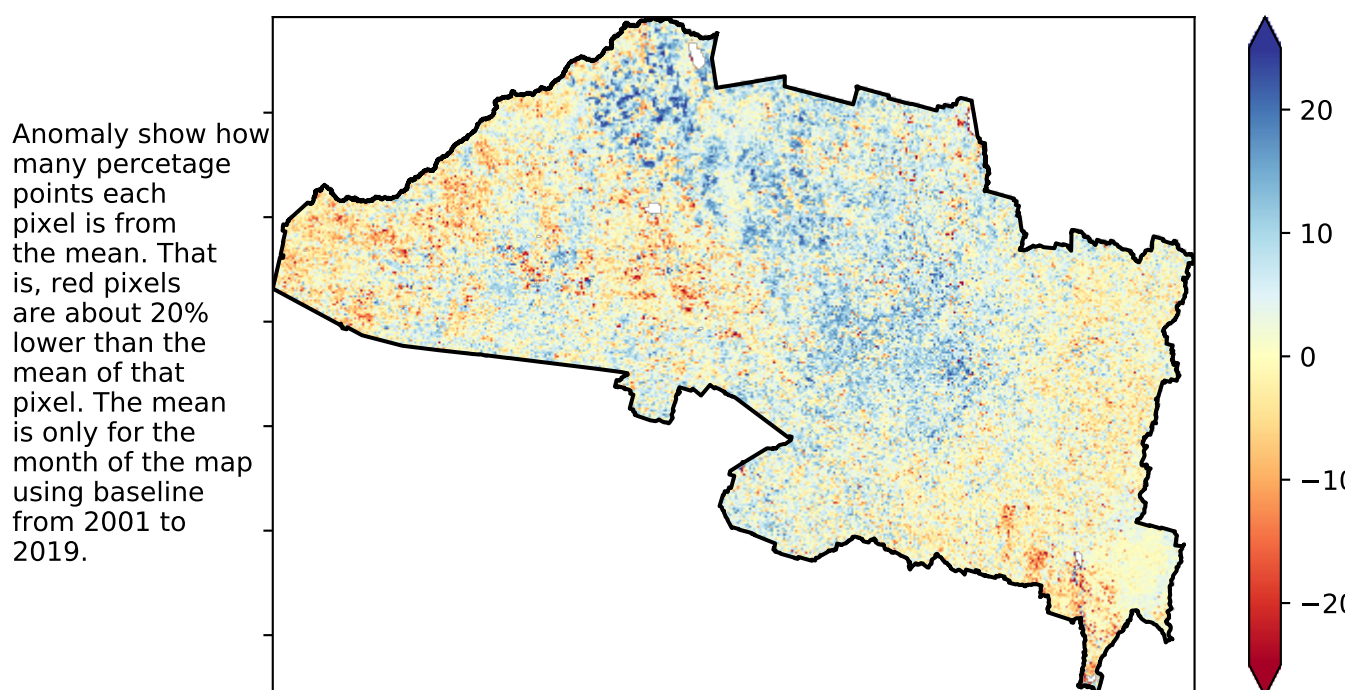 Anomaly show how
many percetage
points each
pixel is from
the mean. That
is, red pixels
are about 20%
lower than the
mean of that
pixel. The mean
is only for the
month of the map
using baseline
from 2001 to
2019.
20
10
0
−10
−20